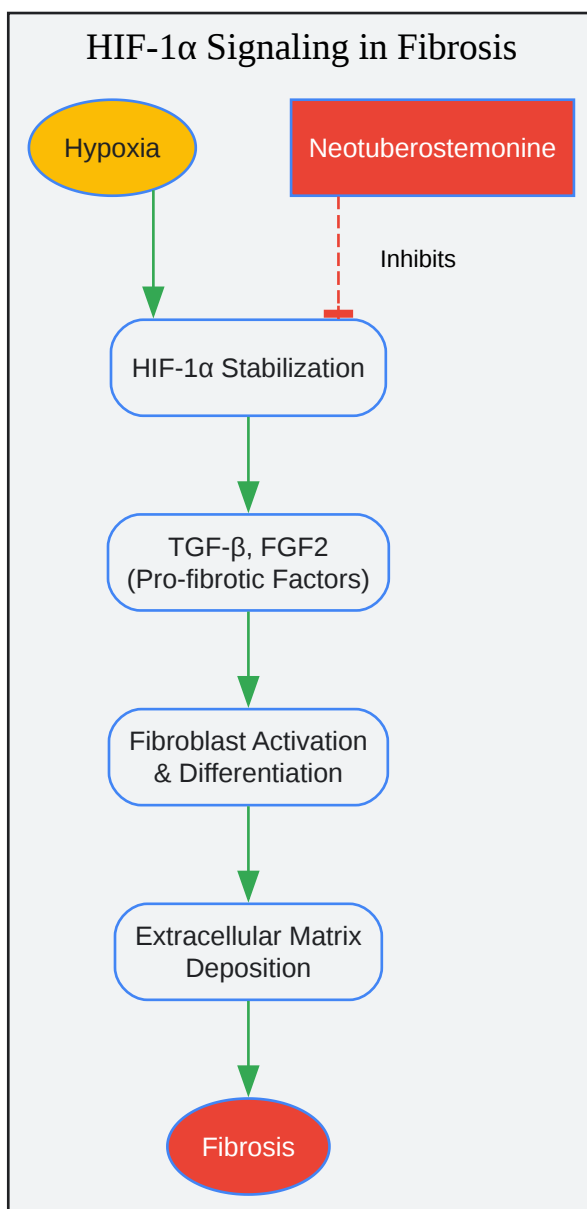 HIF-1α Signaling in Fibrosis
Hypoxia
Neotuberostemonine
Inhibits
HIF-1α Stabilization
TGF-β, FGF2
(Pro-fibrotic Factors)
Fibroblast Activation
& Differentiation
Extracellular Matrix
Deposition
Fibrosis